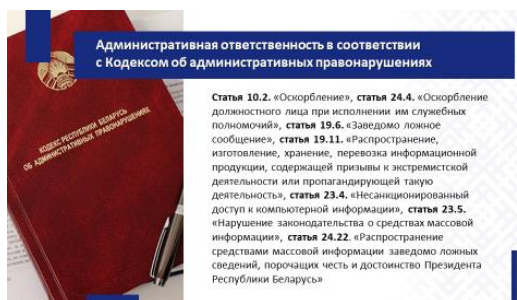 Административная ответственность в соответствии
с Кодексом об административных правонарушениях
КОДЕКС РЕСПУБЛИКИ БЕЛАРУСЬ
ОБ АДМИНИСТРАТИВНЫХ ПРАВОНАРУШЕНИЯХ
Статья 10.2. «Оскорбление», статья 24.4. «Оскорбление
должностного лица при исполнении им служебных
полномочий», статья 19.6. «Заведомо ложное
сообщение», статья 19.11. «Распространение,
изготовление, хранение, перевозка информационной
продукции, содержащей призывы к экстремистской
деятельности или пропагандирующей такую
деятельность», статья 23.4. «Несанкционированный
доступ к компьютерной информации», статья 23.5.
«Нарушение законодательства о средствах массовой
информации», статья 24.22. «Распространение
средствами массовой информации заведомо ложных
сведений, порочащих честь и достоинство Президента
Республики Беларусь»